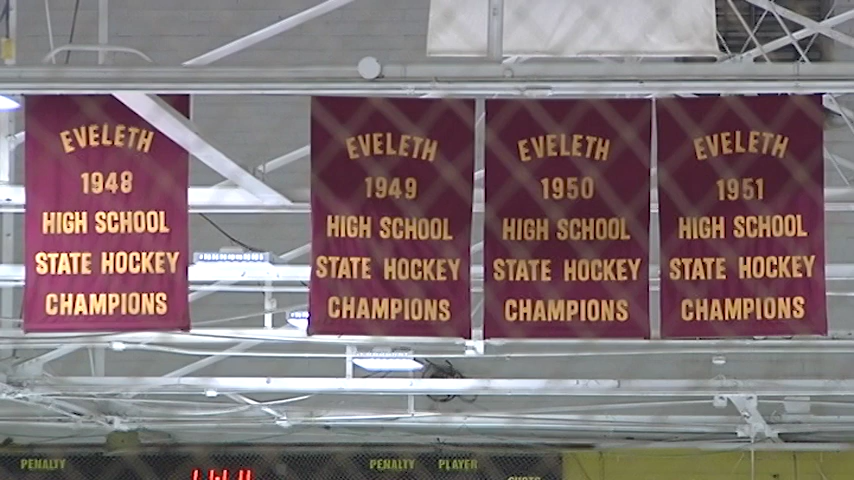 EVELETH
1948
HIGH SCHOOL
STATE HOCKEY
CHAMPIONS
EVELETH
1949
HIGH SCHOOL
STATE HOCKEY
CHAMPIONS
EVELETH
1950
HIGH SCHOOL
STATE HOCKEY
CHAMPIONS
EVELETH
1951
HIGH SCHOOL
STATE HOCKEY
CHAMPIONS
PENALTY
PENALTY PLAYER